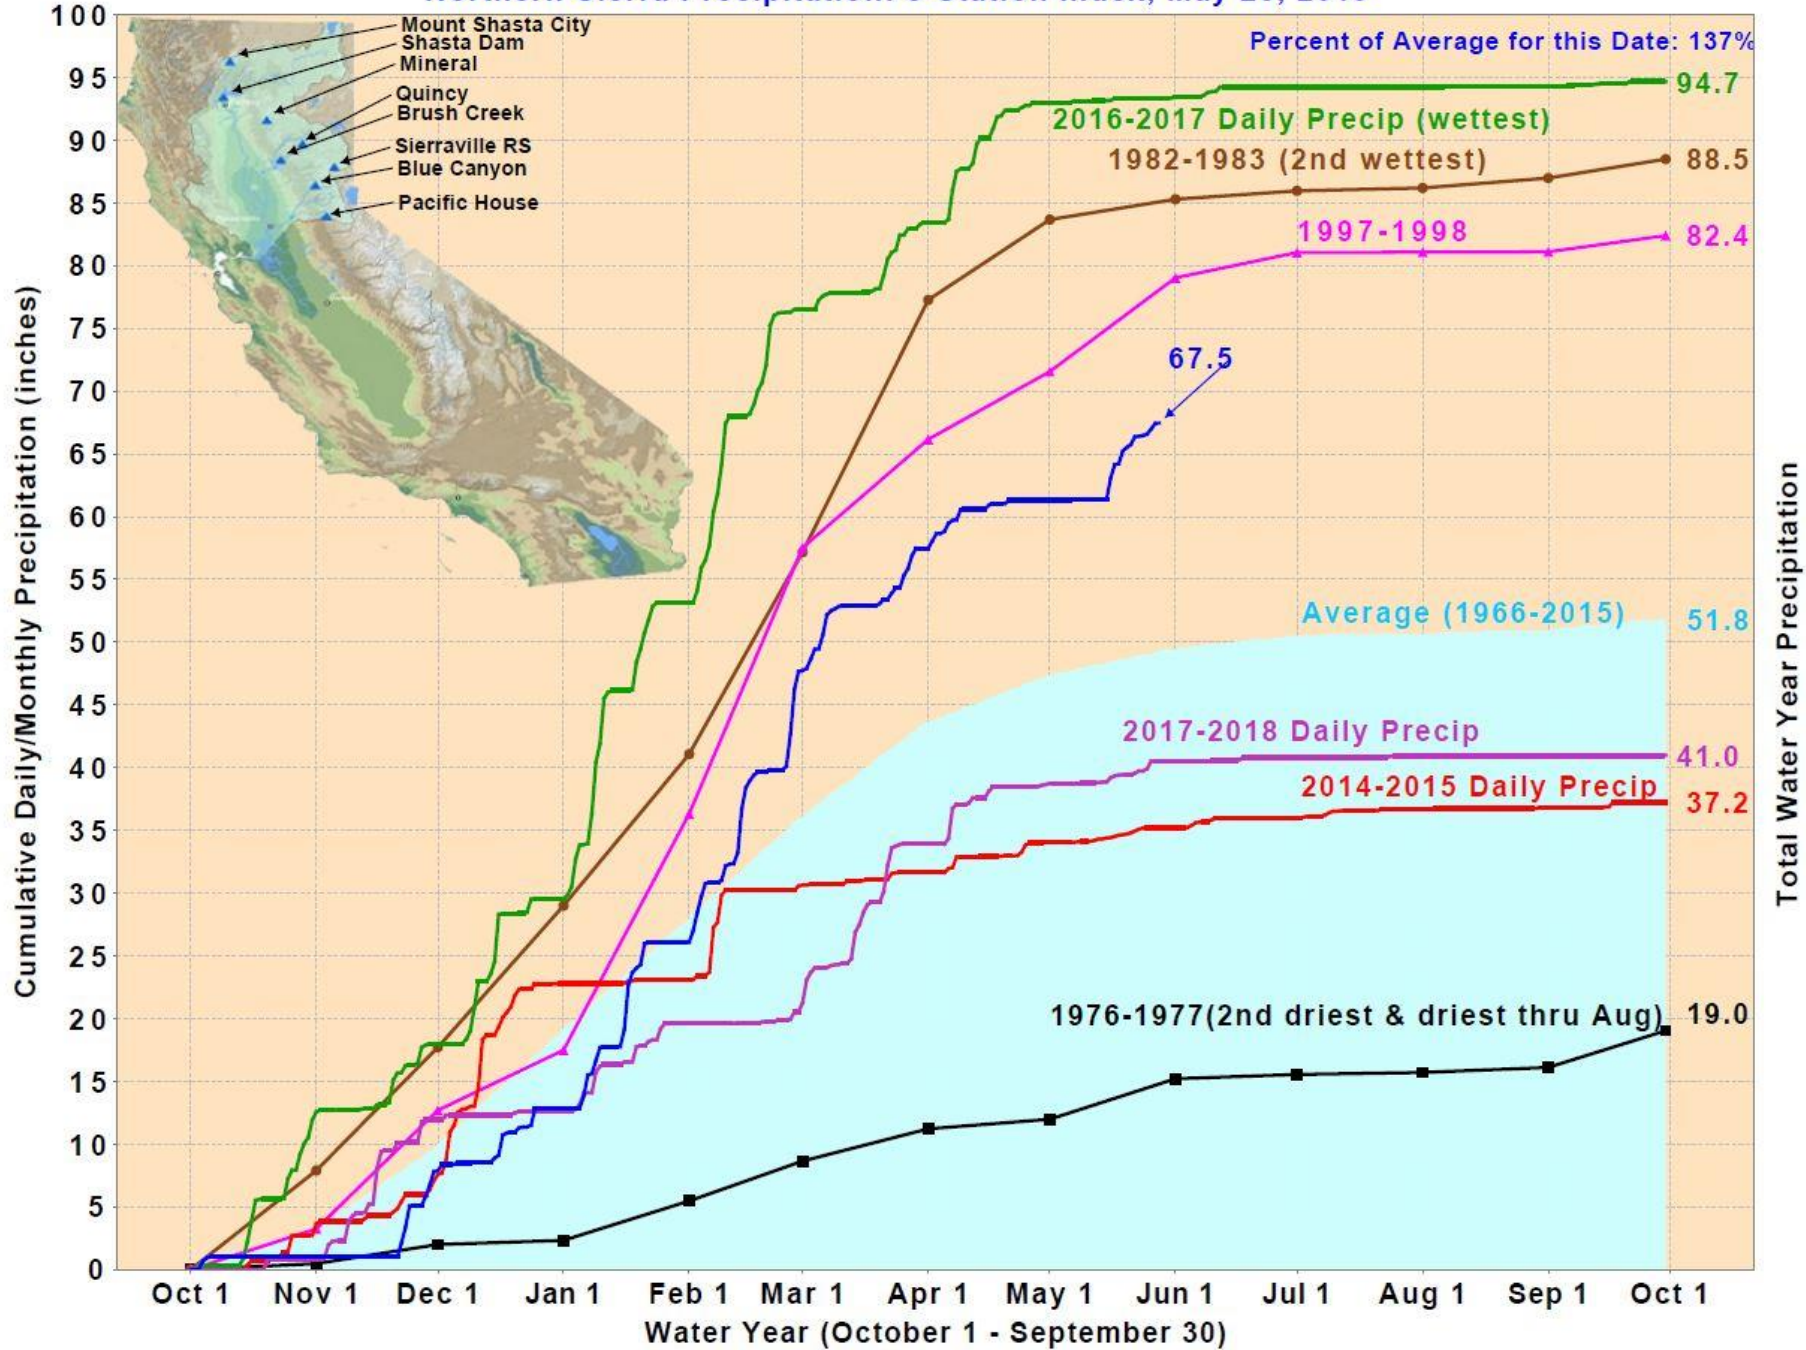 Percent of Average for this Date: 137%
Mount Shasta City
Shasta Dam
Mineral
Quincy
Brush Creek
Sierraville RS
Blue Canyon
Pacific House
2016-2017 Daily Precip (wettest)
94.7
1982-1983 (2nd wettest)
88.5
1997-1998
82.4
67.5
Average (1966-2015)
51.8
2017-2018 Daily Precip
41.0
2014-2015 Daily Precip
37.2
1976-1977(2nd driest & driest thru Aug)
19.0
Cumulative Daily/Monthly Precipitation (inches)
100
95
90
85
80
75
70
65
60
55
50
45
40
35
30
25
20
15
10
5
0
Total Water Year Precipitation
Oct 1 Nov 1 Dec 1 Jan 1 Feb 1 Mar 1 Apr 1 May 1 Jun 1 Jul 1 Aug 1 Sep 1 Oct 1
Water Year (October 1 - September 30)